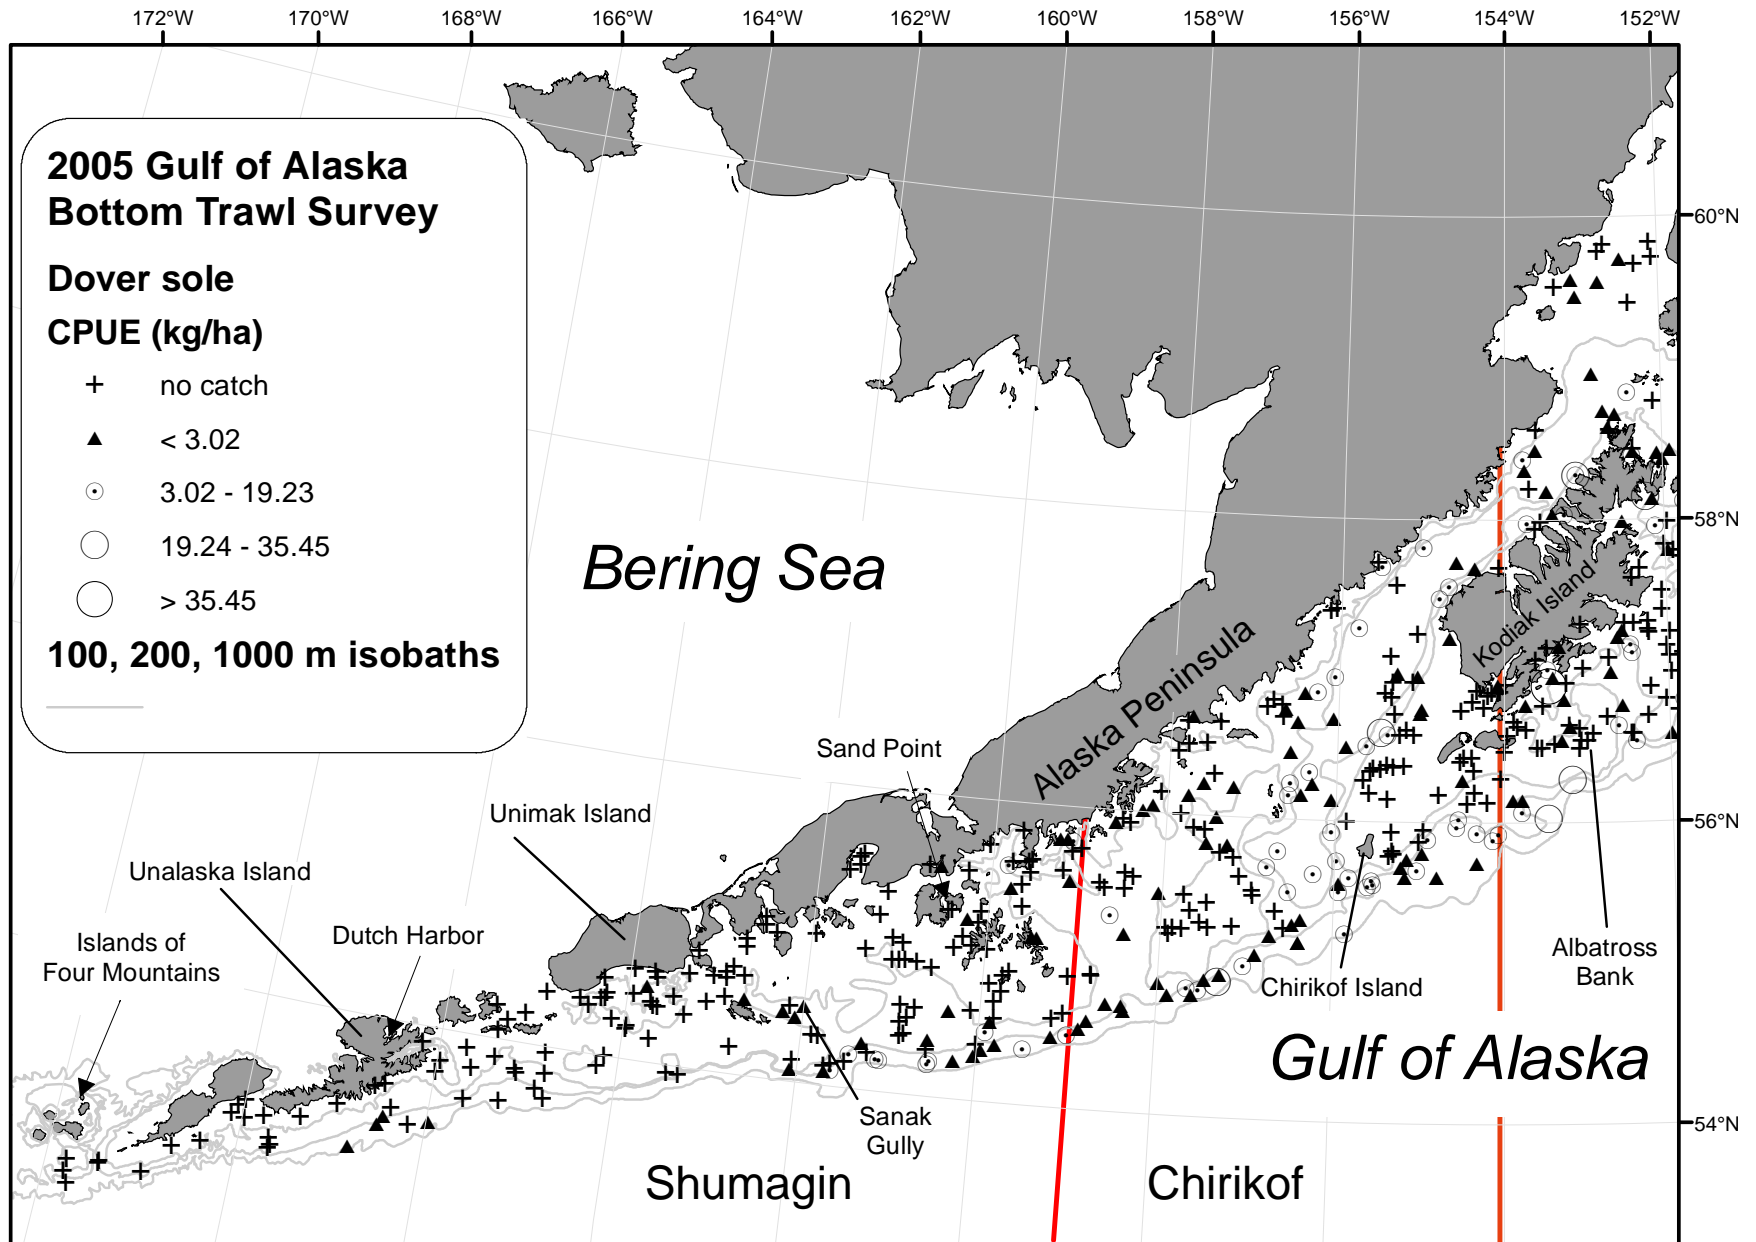 172°W 170°W 168°W 166°W 164°W 162°W 160°W 158°W 156°W 154°W 152°W
2005 Gulf of Alaska
Bottom Trawl Survey
Dover sole
CPUE (kg/ha)
no catch
< 3.02
3.02 - 19.23
19.24 - 35.45
> 35.45
100, 200, 1000 m isobaths
60°N
58°N
56°N
54°N
Bering Sea
Alaska Peninsula
Kodiak Island
Sand Point
Unimak Island
Unalaska Island
Dutch Harbor
Islands of
Four Mountains
Sanak
Gully
Chirikof Island
Albatross
Bank
Gulf of Alaska
Shumagin
Chirikof